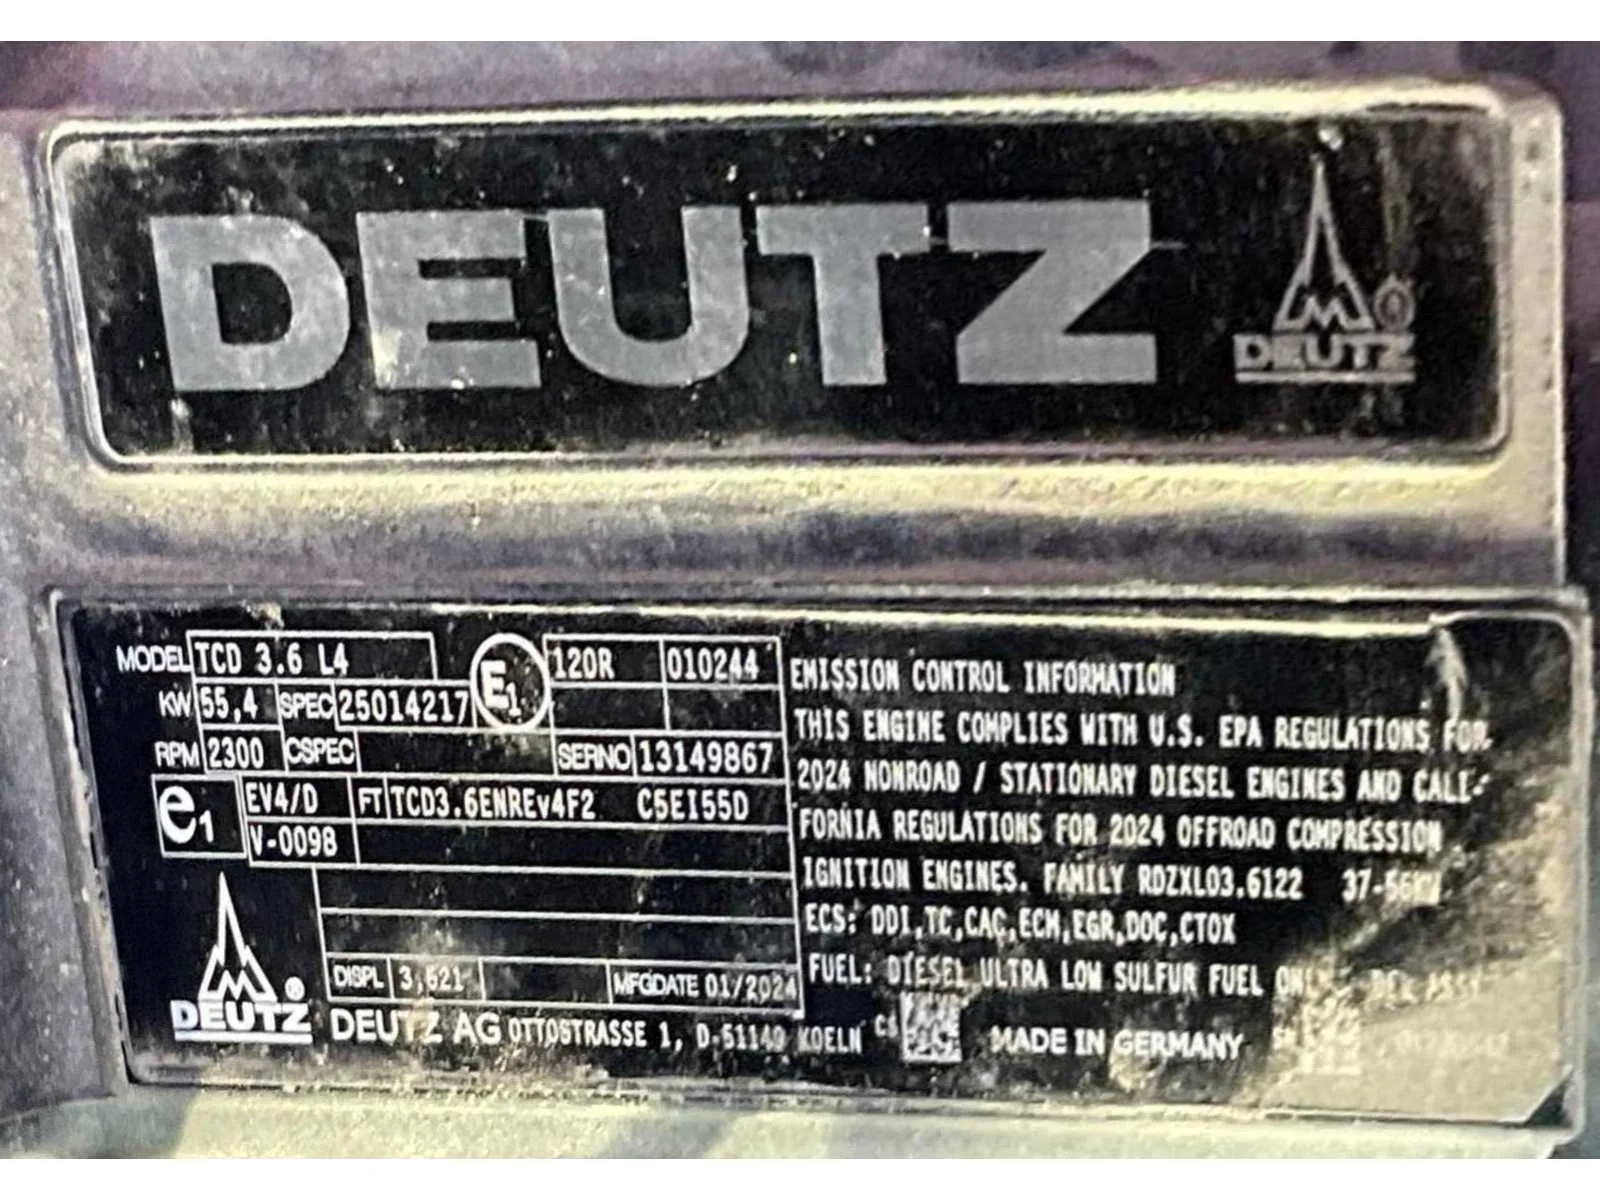 DEUTZ
DEUTZ
MODEL TCD 3.6 L4 E1 120R 010244
KW 55,4 SPEC 25014217
RPM 2300 CSPEC SERNO 13149867
e1 EV4/D FT TCD3.6ENREv4F2 C5EI55D
V-0098
DISPL 3,621 MFGDATE 01/2024
DEUTZ ®
DEUTZ AG OTTOSTRASSE 1, D-51149 KOELN
EMISSION CONTROL INFORMATION
THIS ENGINE COMPLIES WITH U.S. EPA REGULATIONS FOR
2024 NONROAD / STATIONARY DIESEL ENGINES AND CALI-
FORNIA REGULATIONS FOR 2024 OFFROAD COMPRESSION
IGNITION ENGINES. FAMILY RDZXL03.6122 37-56KW
ECS: DDI,TC,CAC,ECM,EGR,DOC,CTOX
FUEL: DIESEL ULTRA LOW SULFUR FUEL
MADE IN GERMANY